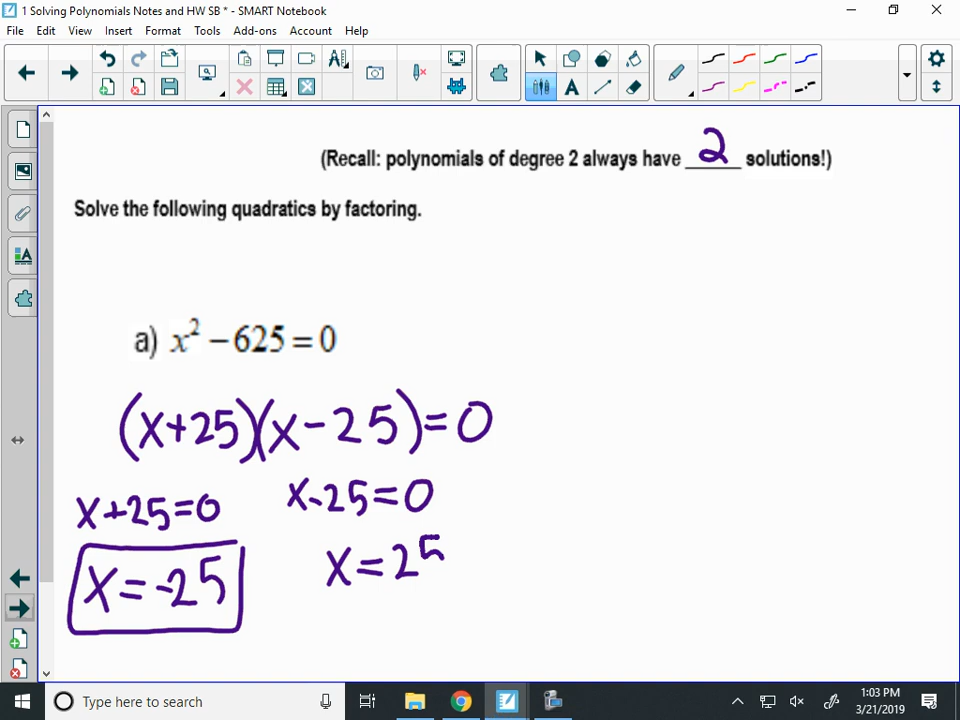 1 Solving Polynomials Notes and HW SB * - SMART Notebook
File Edit View Insert Format Tools Add-ons Account Help
(Recall: polynomials of degree 2 always have 2 solutions!)
Solve the following quadratics by factoring.
a) x² − 625 = 0
(x+25)(x-25)=0
x+25=0 x-25=0
x=-25 x=25
Type here to search
1:03 PM
3/21/2019